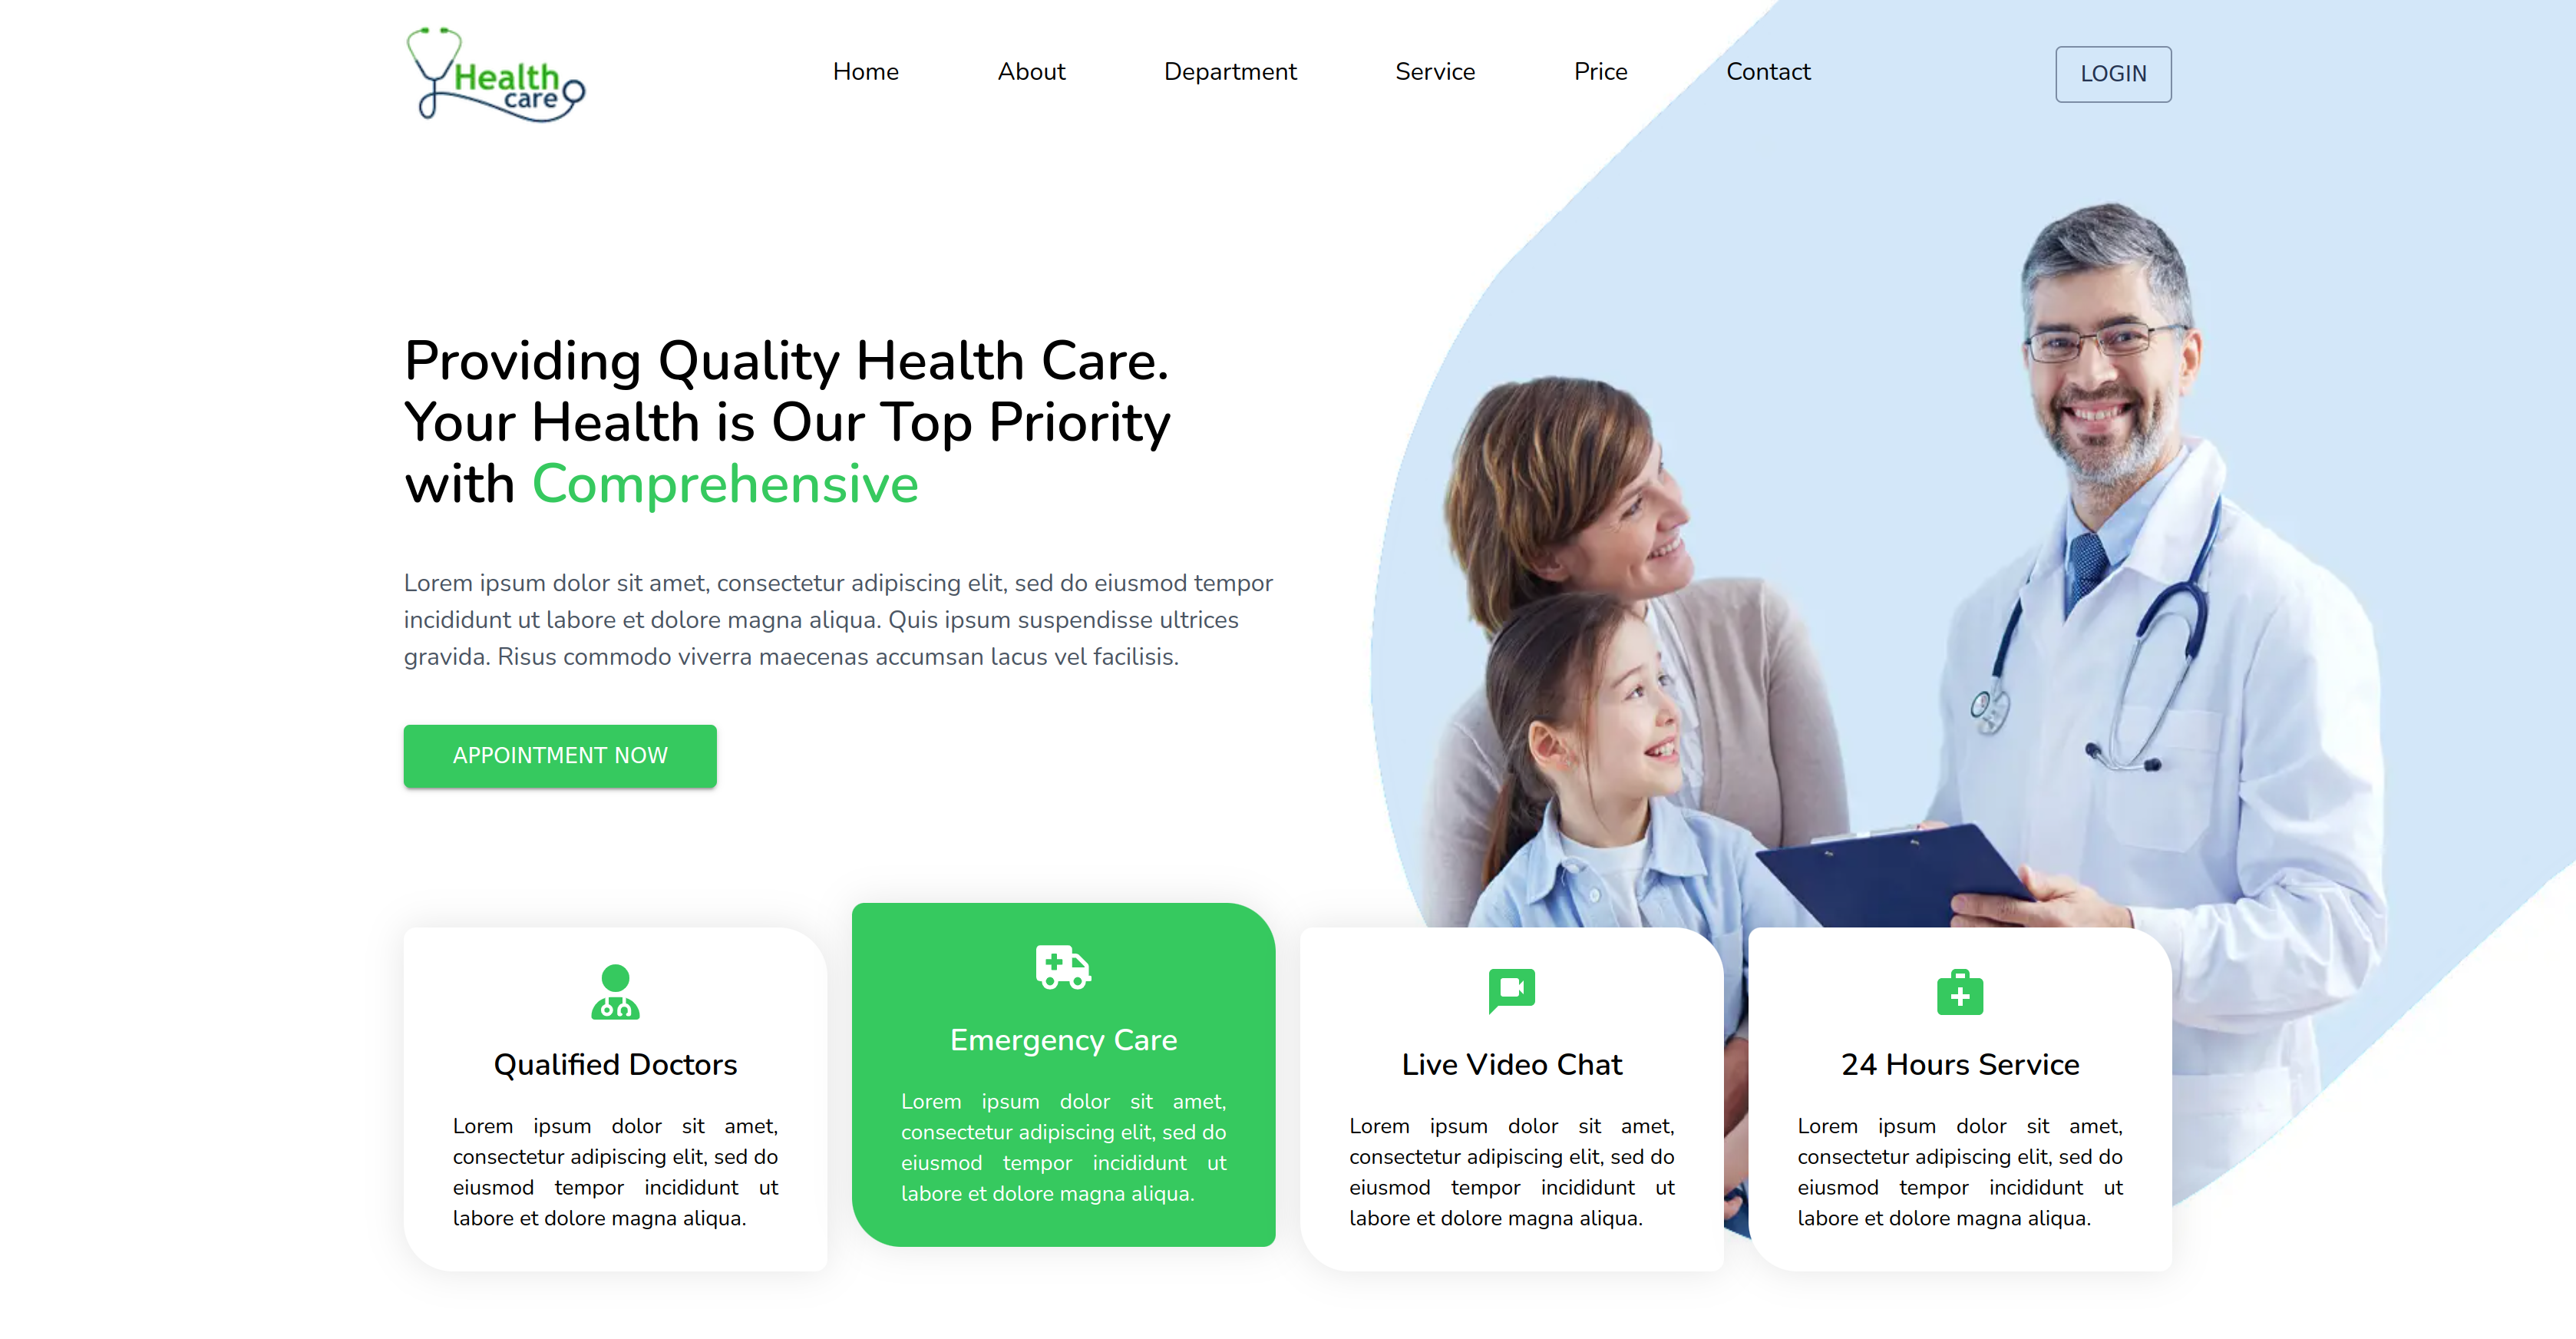 Health
care
Home
About
Department
Service
Price
Contact
LOGIN
Providing Quality Health Care.
Your Health is Our Top Priority
with Comprehensive
Lorem ipsum dolor sit amet, consectetur adipiscing elit, sed do eiusmod tempor
incididunt ut labore et dolore magna aliqua. Quis ipsum suspendisse ultrices
gravida. Risus commodo viverra maecenas accumsan lacus vel facilisis.
APPOINTMENT NOW
Qualified Doctors
Lorem ipsum dolor sit amet,
consectetur adipiscing elit, sed do
eiusmod tempor incididunt ut
labore et dolore magna aliqua.
Emergency Care
Lorem ipsum dolor sit amet,
consectetur adipiscing elit, sed do
eiusmod tempor incididunt ut
labore et dolore magna aliqua.
Live Video Chat
Lorem ipsum dolor sit amet,
consectetur adipiscing elit, sed do
eiusmod tempor incididunt ut
labore et dolore magna aliqua.
24 Hours Service
Lorem ipsum dolor sit amet,
consectetur adipiscing elit, sed do
eiusmod tempor incididunt ut
labore et dolore magna aliqua.